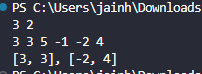 PS C:\Users\jainh\Downloads
3 2
3 3 5 -1 -2 4
[3, 3], [-2, 4]
PS C:\Users\jainh\Downloads